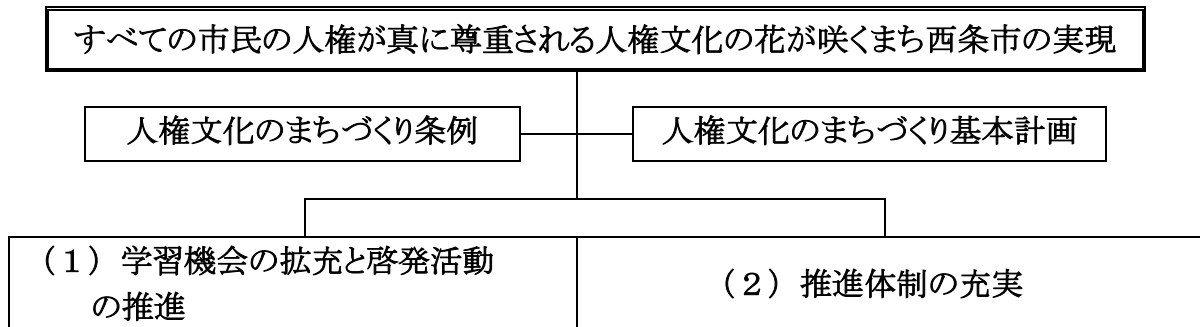 すべての市民の人権が真に尊重される人権文化の花が咲くまち西条市の実現
人権文化のまちづくり条例
人権文化のまちづくり基本計画
（１）学習機会の拡充と啓発活動
の推進
（２）推進体制の充実